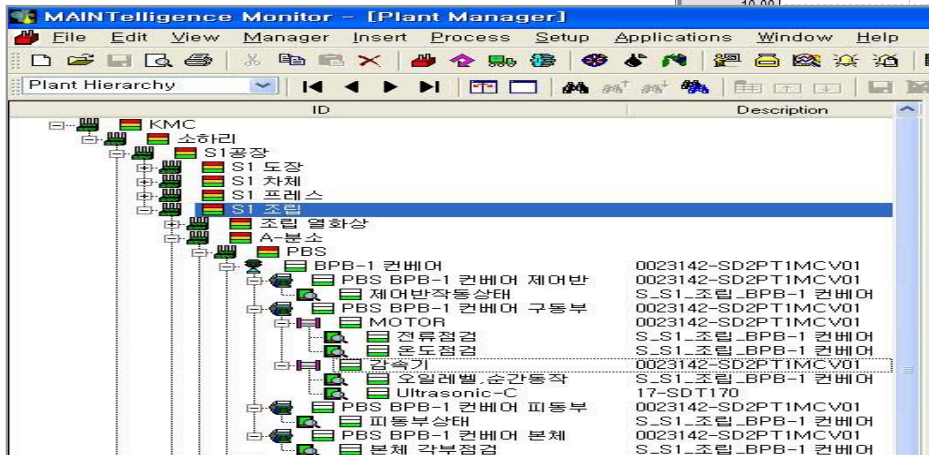 10.00
MAINTelligence Monitor - [Plant Manager]
File Edit View Manager Insert Process Setup Applications Window Help
Plant Hierarchy
ID Description
KMC
소하리
S1공장
S1 도장
S1 차체
S1 프레스
S1 조립
조립 열화상
A-분소
PBS
BPB-1 컨베어 0023142-SD2PT1MCV01
PBS BPB-1 컨베어 제어반 0023142-SD2PT1MCV01
제어반작동상태 S_S1_조립_BPB-1 컨베어
PBS BPB-1 컨베어 구동부 0023142-SD2PT1MCV01
MOTOR 0023142-SD2PT1MCV01
전류점검 S_S1_조립_BPB-1 컨베어
온도점검 S_S1_조립_BPB-1 컨베어
감속기 0023142-SD2PT1MCV01
오일레벨,순간동작 S_S1_조립_BPB-1 컨베어
Ultrasonic-C 17-SDT170
PBS BPB-1 컨베어 피동부 0023142-SD2PT1MCV01
피동부상태 S_S1_조립_BPB-1 컨베어
PBS BPB-1 컨베어 본체 0023142-SD2PT1MCV01
본체 각부점검 S_S1_조립_BPB-1 컨베어